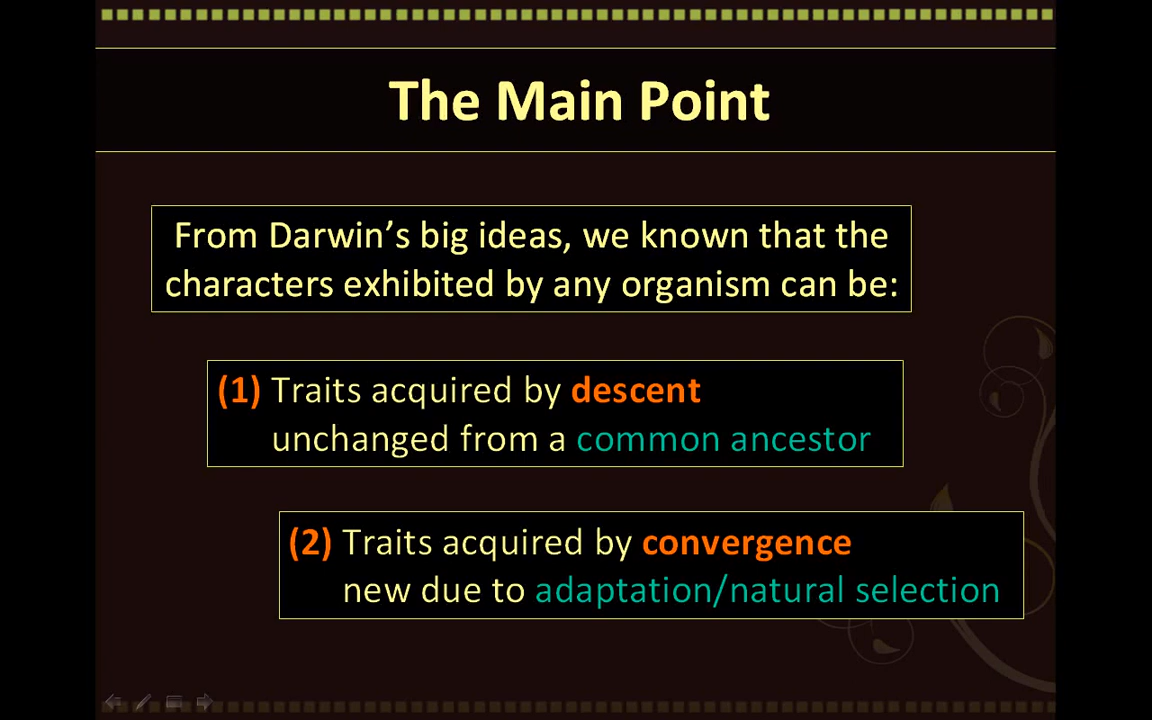 The Main Point
From Darwin’s big ideas, we known that the
characters exhibited by any organism can be:
(1) Traits acquired by descent
unchanged from a common ancestor
(2) Traits acquired by convergence
new due to adaptation/natural selection